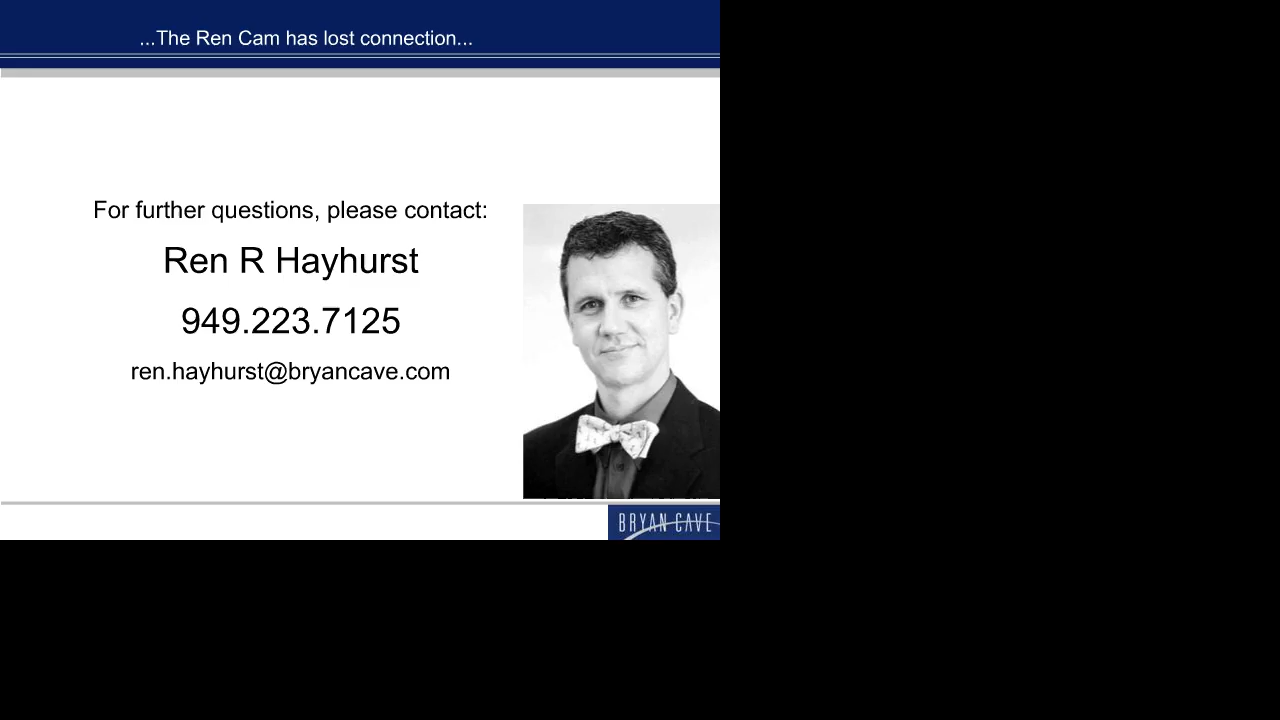 ...The Ren Cam has lost connection...
For further questions, please contact:
Ren R Hayhurst
949.223.7125
ren.hayhurst@bryancave.com
BRYAN CAVE